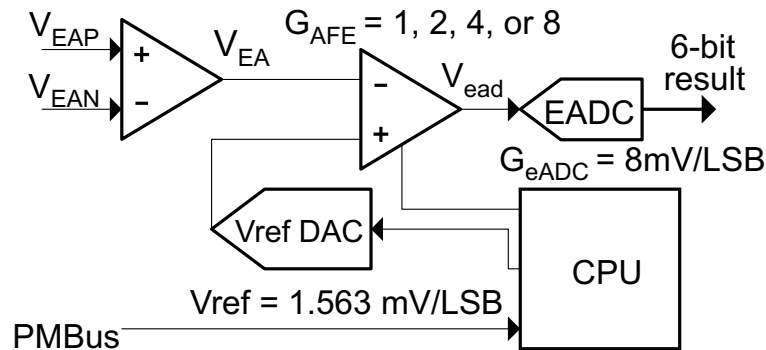 V_EAP
V_EAN
+
−
V_EA
G_AFE = 1, 2, 4, or 8
−
+
V_ead
EADC
6-bit
result
G_eADC = 8mV/LSB
Vref DAC
CPU
Vref = 1.563 mV/LSB
PMBus